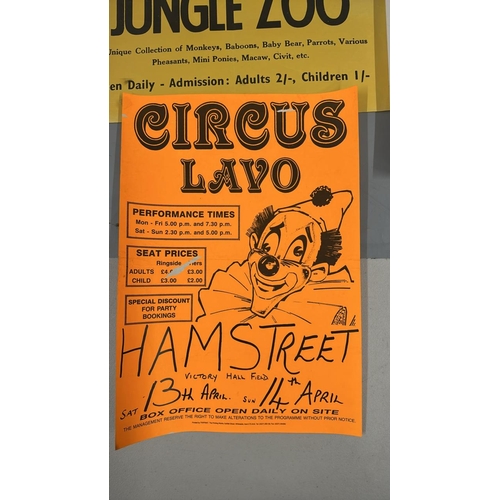 JUNGLE ZOO
Unique Collection of Monkeys, Baboons, Baby Bear, Parrots, Various
Pheasants, Mini Ponies, Macaw, Civit, etc.
en Daily - Admission: Adults 2/-, Children 1/-
CIRCUS
LAVO
PERFORMANCE TIMES
Mon - Fri 5.00 p.m. and 7.30 p.m.
Sat - Sun 2.30 p.m. and 5.00 p.m.
SEAT PRICES
Ringside
ADULTS £3.00
CHILD £3.00 £2.00
SPECIAL DISCOUNT
FOR PARTY
BOOKINGS
HAMSTREET
VICTORY HALL FIELD
SAT 13th APRIL. SUN 14th APRIL
BOX OFFICE OPEN DAILY ON SITE
THE MANAGEMENT RESERVE THE RIGHT TO MAKE ALTERATIONS TO THE PROGRAMME WITHOUT PRIOR NOTICE.